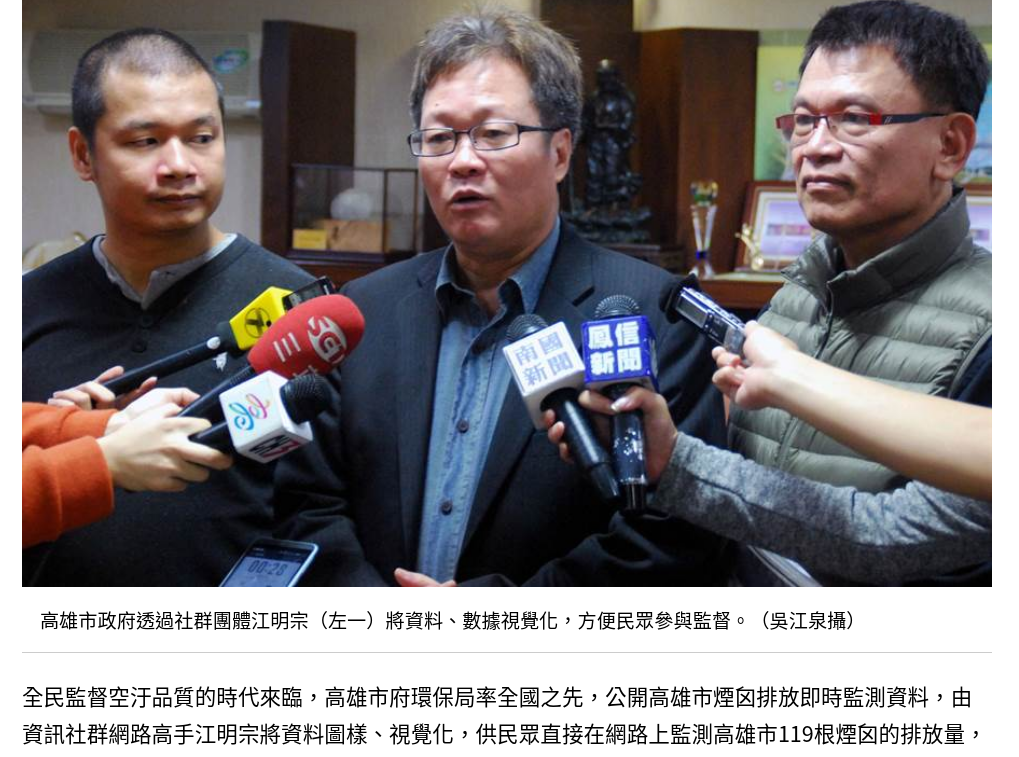 三
南國
新聞
鳳信
新聞
00:28
高雄市政府透過社群團體江明宗（左一）將資料、數據視覺化，方便民眾參與監督。（吳江泉攝）
全民監督空汙品質的時代來臨，高雄市府環保局率全國之先，公開高雄市煙囪排放即時監測資料，由
資訊社群網路高手江明宗將資料圖樣、視覺化，供民眾直接在網路上監測高雄市119根煙囪的排放量，